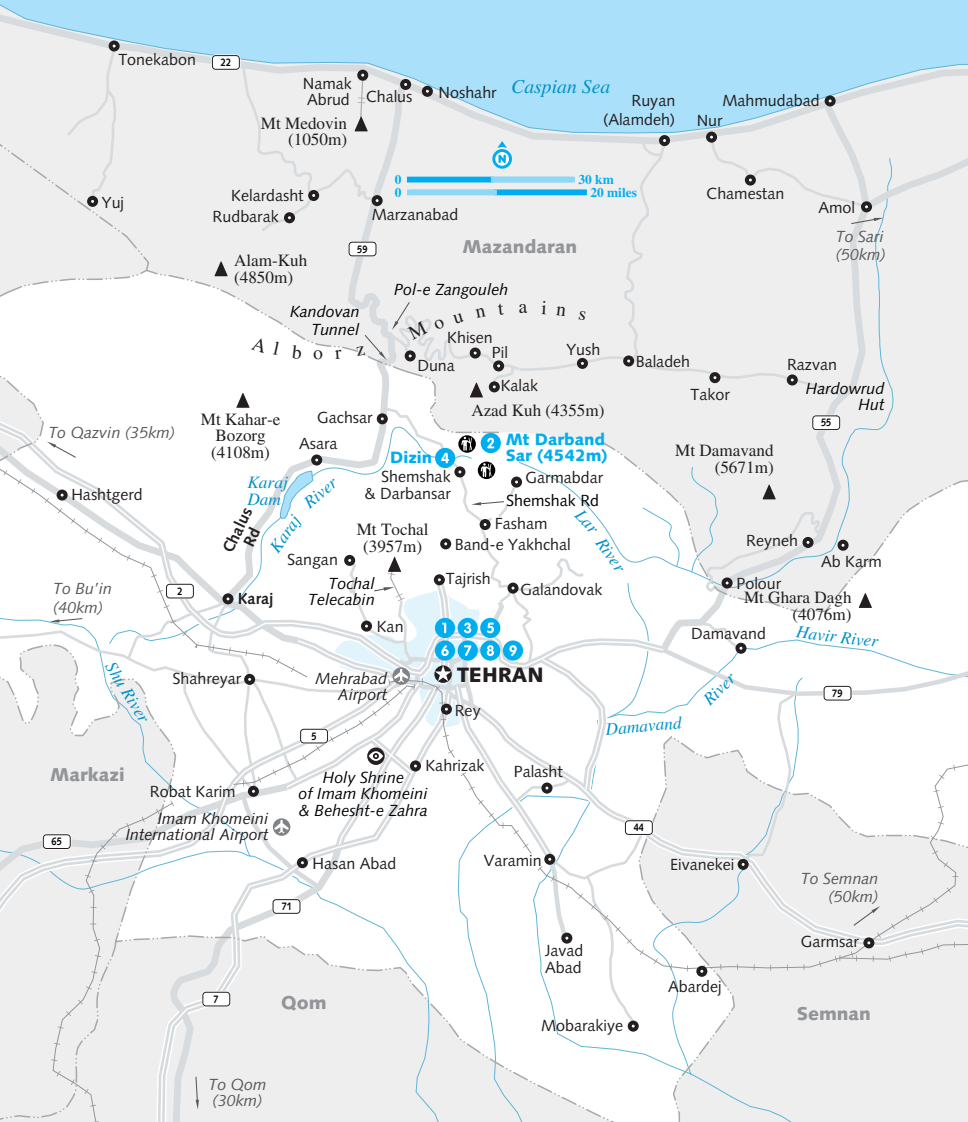 Tonekabon
22
Namak
Abrud
Chalus
Noshahr
Caspian Sea
Ruyan
(Alamdeh)
Nur
Mahmudabad
Mt Medovin
(1050m)
N
0 30 km
0 20 miles
Chamestan
Yuj
Kelardasht
Rudbarak
Marzanabad
Amol
To Sari
(50km)
59
Mazandaran
Alam-Kuh
(4850m)
Pol-e Zangouleh
Kandovan
Tunnel
Alborz Mountains
Khisen
Duna
Pil
Yush
Baladeh
Razvan
Kalak
Takor
Hardowrud
Hut
Azad Kuh (4355m)
55
Mt Kahar-e
Bozorg
(4108m)
Gachsar
To Qazvin (35km)
Asara
Dizin 4
2 Mt Darband
Sar (4542m)
Mt Damavand
(5671m)
Shemshak
& Darbansar
Garmabdar
Hashtgerd
Karaj
Dam
Karaj River
Chalus
Rd
Shemshak Rd
Lar River
Fasham
Mt Tochal
(3957m)
Band-e Yakhchal
Reyneh
Ab Karm
Sangan
Tochal
Telecabin
Tajrish
Galandovak
Polour
Mt Ghara Dagh
(4076m)
To Bu'in
(40km)
2
Karaj
Kan
1 3 5
6 7 8 9
Damavand
Havir River
Shu River
Shahreyar
Mehrabad
Airport
TEHRAN
79
Rey
Damavand River
5
Markazi
Holy Shrine
of Imam Khomeini
& Behesht-e Zahra
Kahrizak
Palasht
Robat Karim
Imam Khomeini
International Airport
65
44
Hasan Abad
Varamin
Eivanekei
To Semnan
(50km)
71
Garmsar
Javad
Abad
Abardej
7
Qom
Semnan
Mobarakiye
To Qom
(30km)